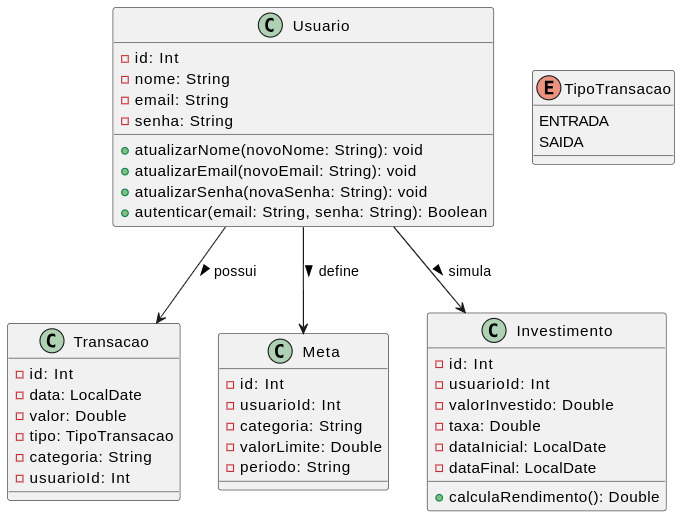 C Usuario
id: Int
nome: String
email: String
senha: String
atualizarNome(novoNome: String): void
atualizarEmail(novoEmail: String): void
atualizarSenha(novaSenha: String): void
autenticar(email: String, senha: String): Boolean
E TipoTransacao
ENTRADA
SAIDA
possui
define
simula
C Transacao
id: Int
data: LocalDate
valor: Double
tipo: TipoTransacao
categoria: String
usuarioId: Int
C Meta
id: Int
usuarioId: Int
categoria: String
valorLimite: Double
periodo: String
C Investimento
id: Int
usuarioId: Int
valorInvestido: Double
taxa: Double
dataInicial: LocalDate
dataFinal: LocalDate
calculaRendimento(): Double